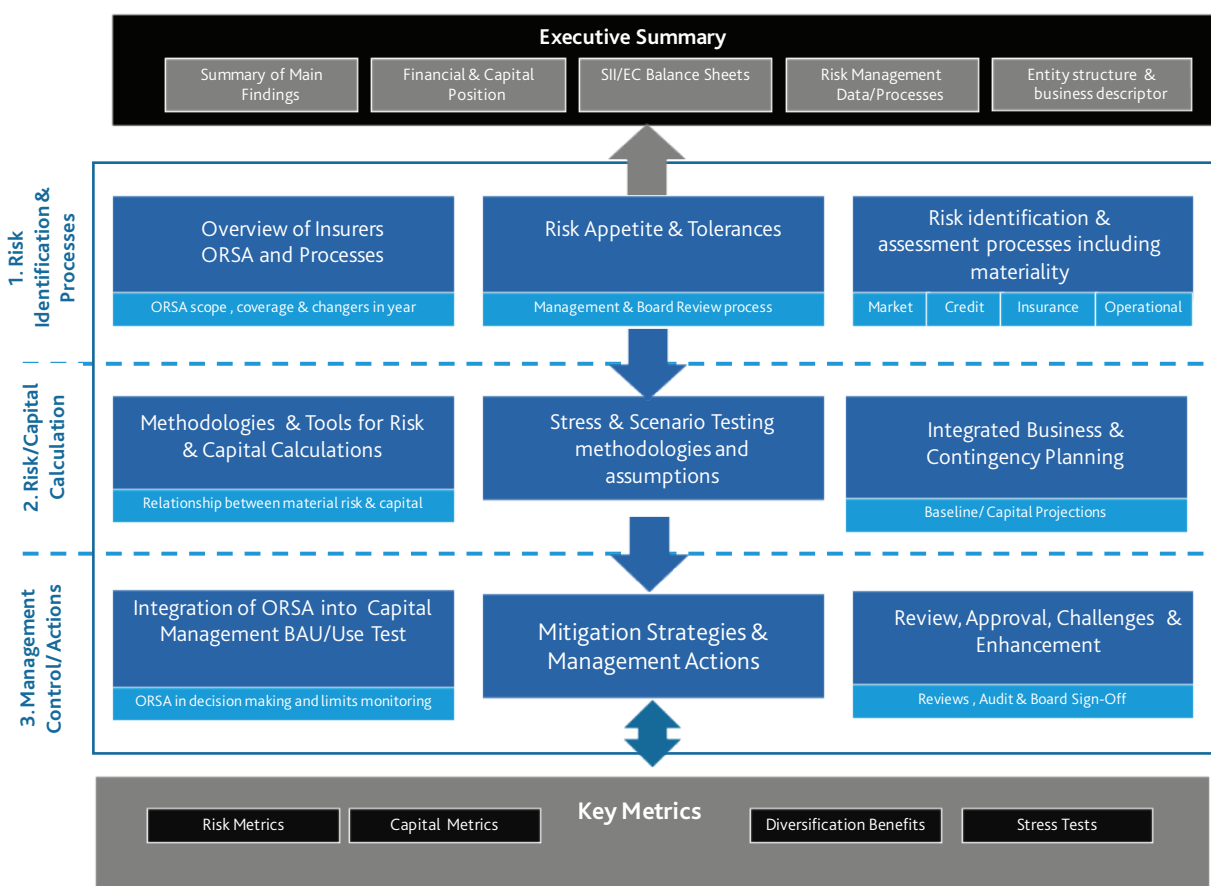 Executive Summary
Summary of Main
Findings
Financial & Capital
Position
SII/EC Balance Sheets
Risk Management
Data/Processes
Entity structure &
business descriptor
1. Risk
Identification &
Processes
Overview of Insurers
ORSA and Processes
ORSA scope , coverage & changers in year
Risk Appetite & Tolerances
Management & Board Review process
Risk identification &
assessment processes including
materiality
Market
Credit
Insurance
Operational
2. Risk/Capital
Calculation
Methodologies & Tools for Risk
& Capital Calculations
Relationship between material risk & capital
Stress & Scenario Testing
methodologies and
assumptions
Integrated Business &
Contingency Planning
Baseline/ Capital Projections
3. Management
Control/ Actions
Integration of ORSA into Capital
Management BAU/Use Test
ORSA in decision making and limits monitoring
Mitigation Strategies &
Management Actions
Review, Approval, Challenges &
Enhancement
Reviews , Audit & Board Sign-Off
Key Metrics
Risk Metrics
Capital Metrics
Diversification Benefits
Stress Tests